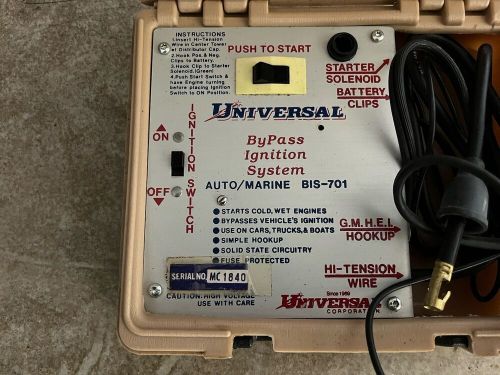 INSTRUCTIONS
1.Insert Hi-Tension
Wire in Center Tower
of Distributor Cap.
2.Hook Pos.& Neg.
Clips to Battery.
3.Hook Clip to Starter
Solenoid.(Green)
4.Push Start Switch &
have Engine turning
before placing Ignition
Switch to ON Position.
PUSH TO START
STARTER
SOLENOID
BATTERY
CLIPS
UNIVERSAL
ByPass
Ignition
System
AUTO/MARINE BIS-701
ON
OFF
IGNITION SWITCH
STARTS COLD, WET ENGINES
BYPASSES VEHICLE'S IGNITION
USE ON CARS, TRUCKS, & BOATS
SIMPLE HOOKUP
SOLID STATE CIRCUITRY
FUSE PROTECTED
G.M.H.E.I.
HOOKUP
HI-TENSION
WIRE
SERIAL NO. MC 1840
CAUTION: HIGH VOLTAGE
USE WITH CARE
Since 1969
UNIVERSAL
CORPORATION